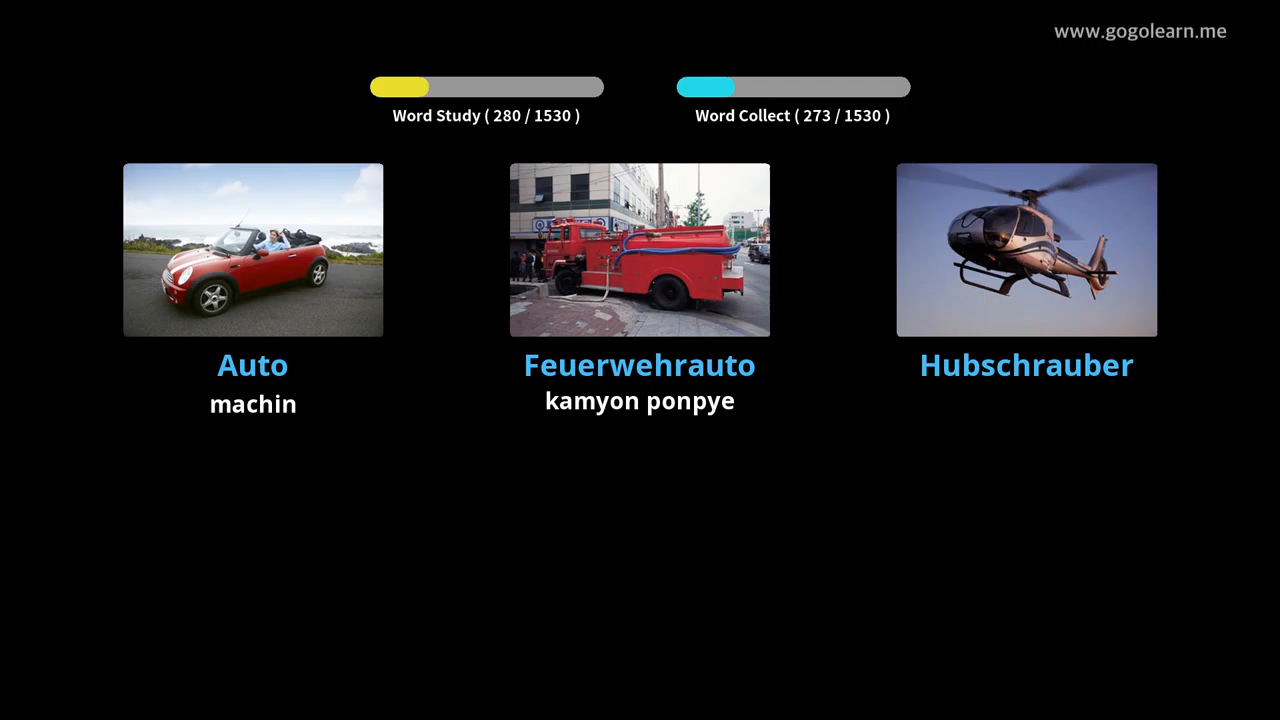 www.gogolearn.me
Word Study ( 280 / 1530 )
Word Collect ( 273 / 1530 )
Auto
machin
Feuerwehrauto
kamyon ponpye
Hubschrauber